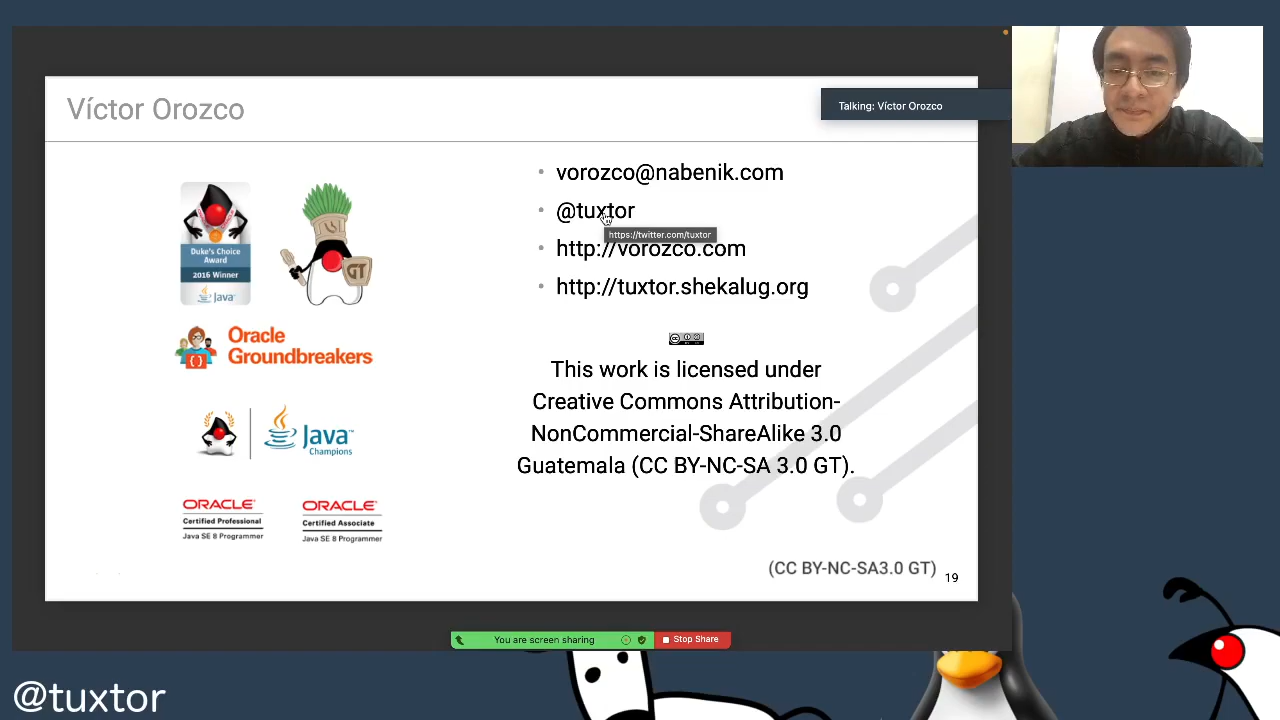 Víctor Orozco
Talking: Víctor Orozco
vorozco@nabenik.com
@tuxtor
https://twitter.com/tuxtor
http://vorozco.com
http://tuxtor.shekalug.org
Duke's Choice
Award
2016 Winner
Java
GT
Oracle
Groundbreakers
Java
Champions
ORACLE
Certified Professional
Java SE 8 Programmer
ORACLE
Certified Associate
Java SE 8 Programmer
This work is licensed under
Creative Commons Attribution-
NonCommercial-ShareAlike 3.0
Guatemala (CC BY-NC-SA 3.0 GT).
(CC BY-NC-SA3.0 GT)
19
You are screen sharing
Stop Share
@tuxtor